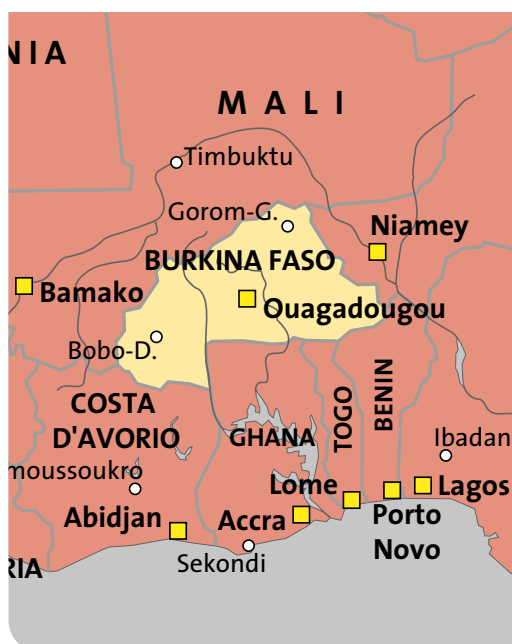 NIA
MALI
Timbuktu
Gorom-G.
Niamey
BURKINA FASO
Bamako
Ouagadougou
Bobo-D.
COSTA
D'AVORIO
GHANA
TOGO
BENIN
Ibadan
moussoukro
Lome
Lagos
Abidjan
Accra
Porto
Novo
Sekondi
RIA